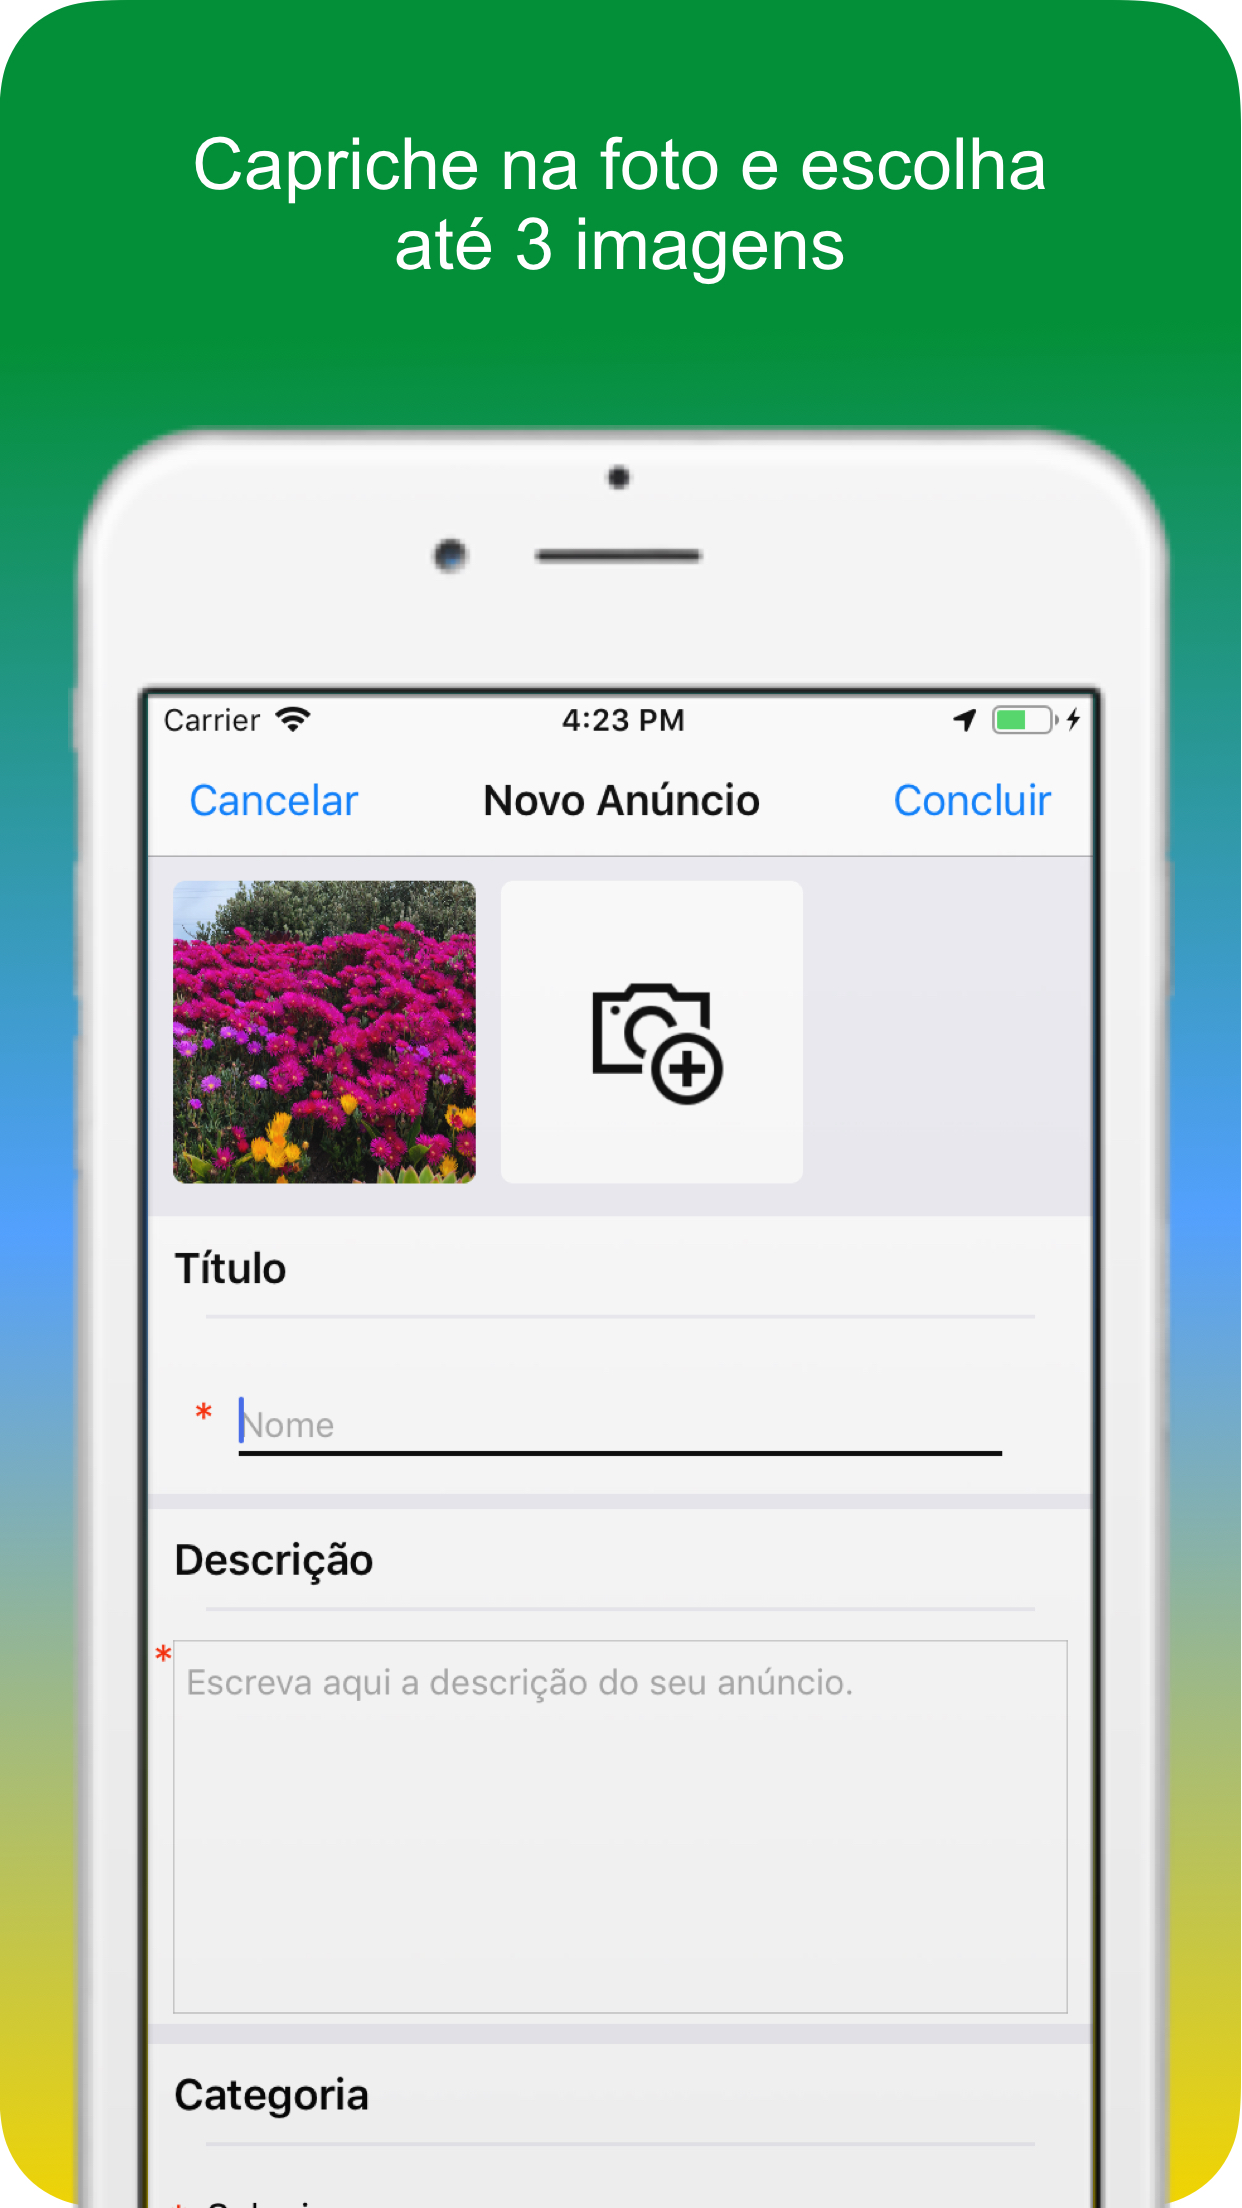 Capriche na foto e escolha
até 3 imagens
Carrier 4:23 PM
Cancelar Novo Anúncio Concluir
Título
* Nome
Descrição
* Escreva aqui a descrição do seu anúncio.
Categoria